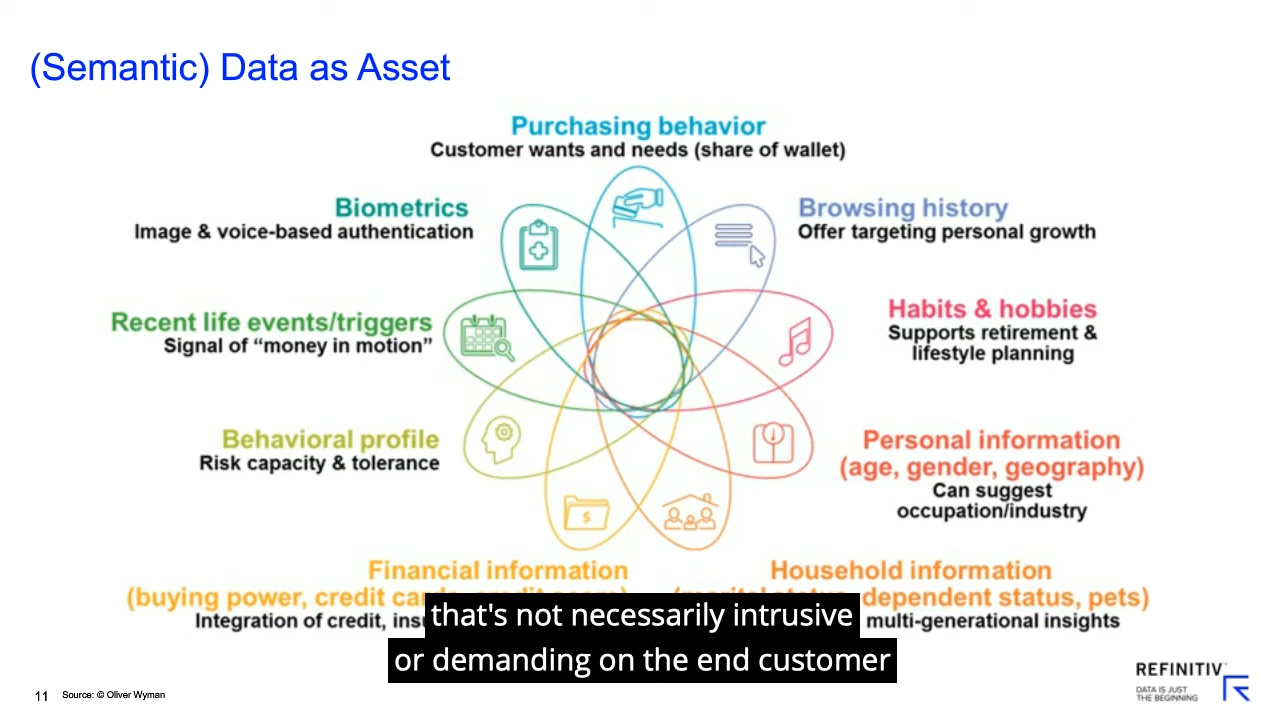 (Semantic) Data as Asset
Purchasing behavior
Customer wants and needs (share of wallet)
Biometrics
Image & voice-based authentication
Browsing history
Offer targeting personal growth
Recent life events/triggers
Signal of “money in motion”
Habits & hobbies
Supports retirement &
lifestyle planning
Behavioral profile
Risk capacity & tolerance
Personal information
(age, gender, geography)
Can suggest
occupation/industry
$
Financial information
(buying power, credit
Integration of credit,
Household information
dependent status, pets)
multi-generational insights
that's not necessarily intrusive
or demanding on the end customer
REFINITIV
DATA IS JUST
THE BEGINNING
11 Source: © Oliver Wyman